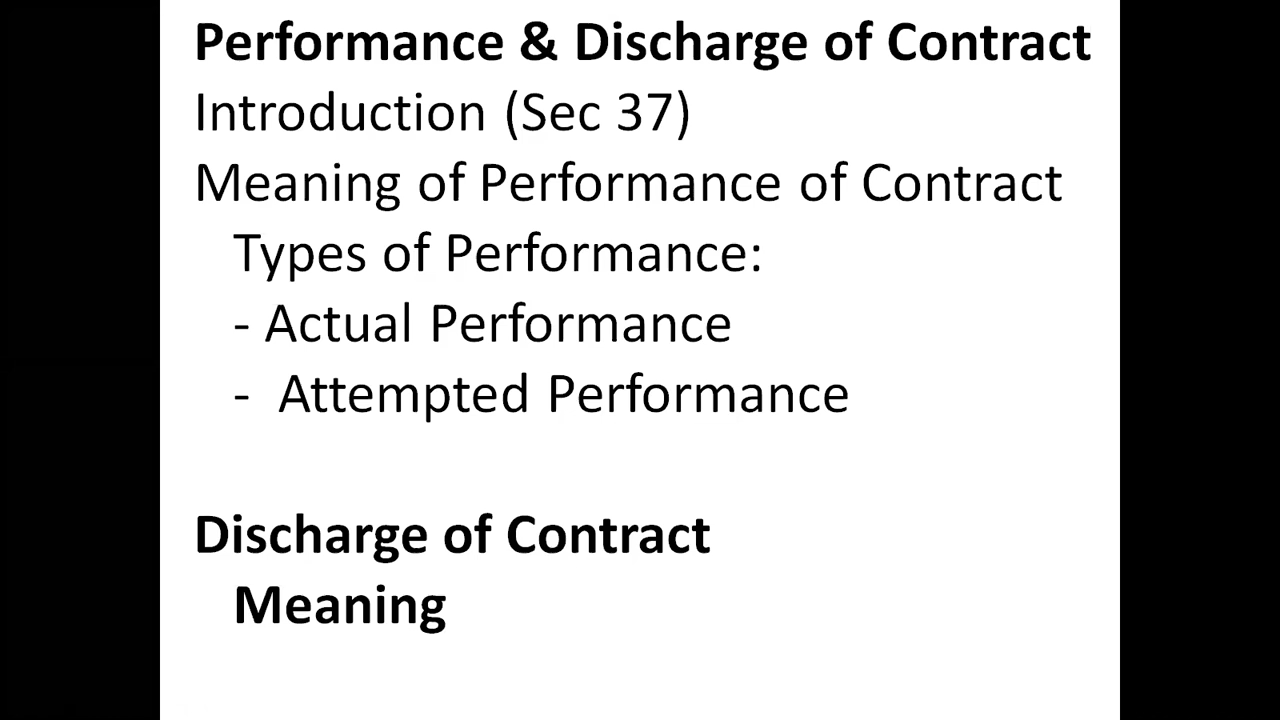 Performance & Discharge of Contract
Introduction (Sec 37)
Meaning of Performance of Contract
Types of Performance:
- Actual Performance
- Attempted Performance
Discharge of Contract
Meaning